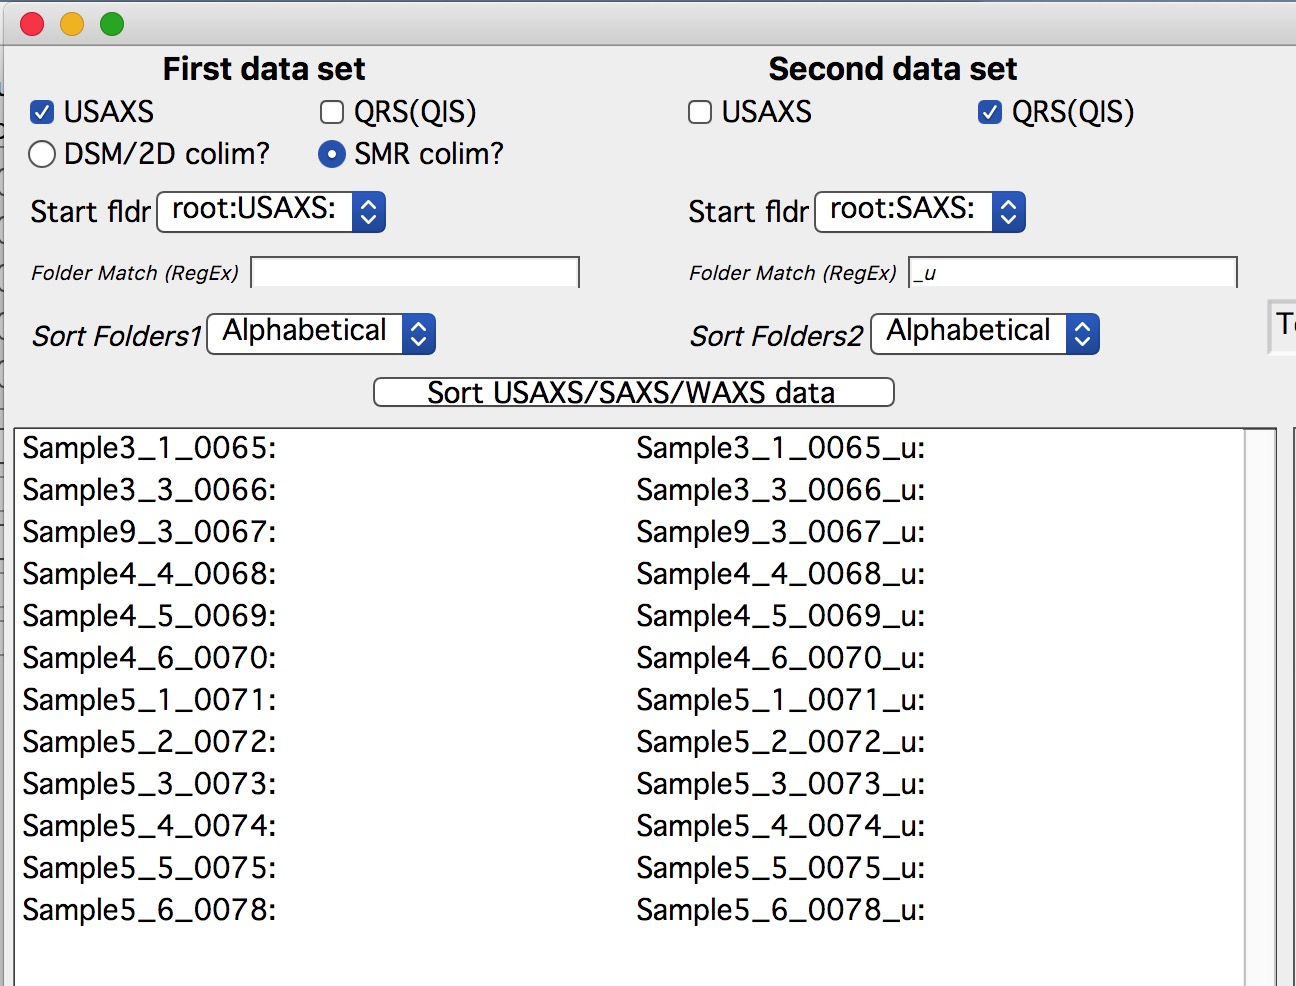 First data set Second data set
USAXS QRS(QIS) USAXS QRS(QIS)
DSM/2D colim? SMR colim?
Start fldr root:USAXS: Start fldr root:SAXS:
Folder Match (RegEx) Folder Match (RegEx) _u
Sort Folders1 Alphabetical Sort Folders2 Alphabetical
Sort USAXS/SAXS/WAXS data
Sample3_1_0065: Sample3_1_0065_u:
Sample3_3_0066: Sample3_3_0066_u:
Sample9_3_0067: Sample9_3_0067_u:
Sample4_4_0068: Sample4_4_0068_u:
Sample4_5_0069: Sample4_5_0069_u:
Sample4_6_0070: Sample4_6_0070_u:
Sample5_1_0071: Sample5_1_0071_u:
Sample5_2_0072: Sample5_2_0072_u:
Sample5_3_0073: Sample5_3_0073_u:
Sample5_4_0074: Sample5_4_0074_u:
Sample5_5_0075: Sample5_5_0075_u:
Sample5_6_0078: Sample5_6_0078_u: